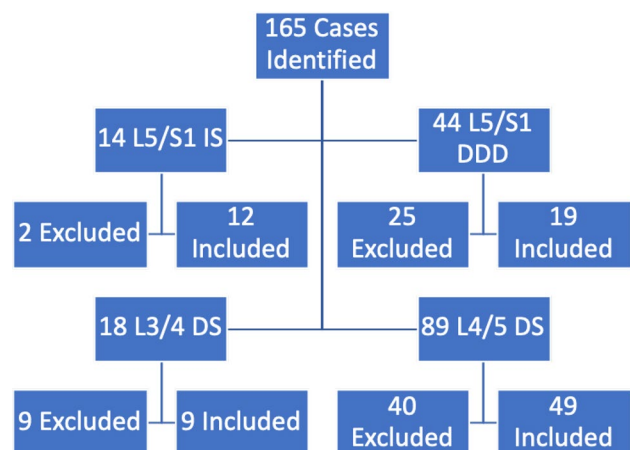 165 Cases
Identified
14 L5/S1 IS
44 L5/S1
DDD
2 Excluded
12
Included
25
Excluded
19
Included
18 L3/4 DS
89 L4/5 DS
9 Excluded
9 Included
40
Excluded
49
Included